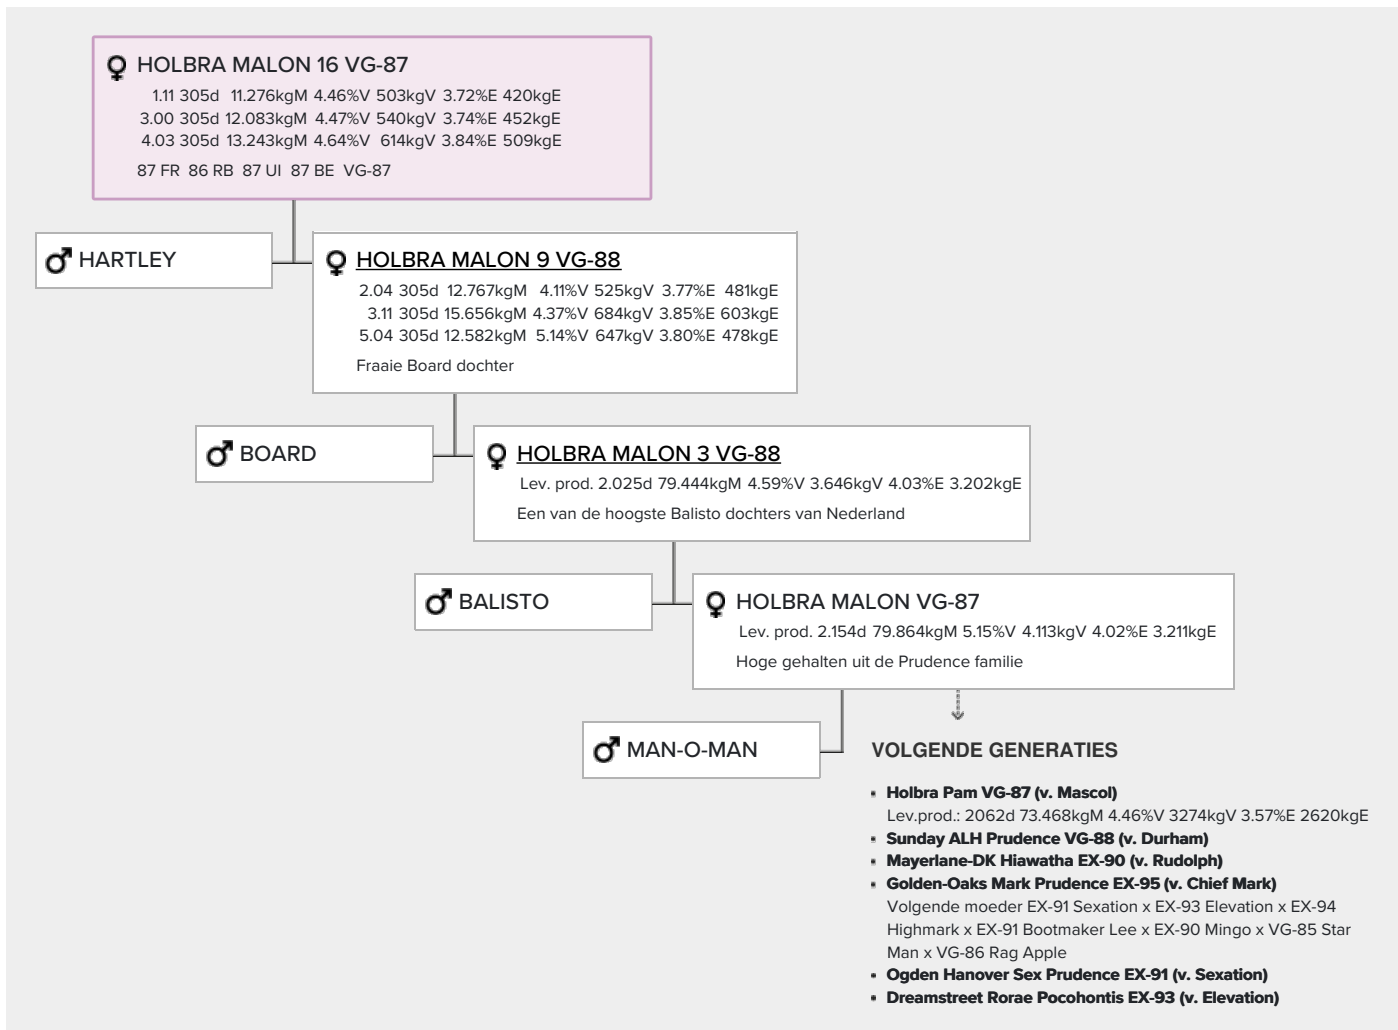 HOLBRA MALON 16 VG-87
1.11 305d 11.276kgM 4.46%V 503kgV 3.72%E 420kgE
3.00 305d 12.083kgM 4.47%V 540kgV 3.74%E 452kgE
4.03 305d 13.243kgM 4.64%V 614kgV 3.84%E 509kgE
87 FR 86 RB 87 UI 87 BE VG-87
HARTLEY
HOLBRA MALON 9 VG-88
2.04 305d 12.767kgM 4.11%V 525kgV 3.77%E 481kgE
3.11 305d 15.656kgM 4.37%V 684kgV 3.85%E 603kgE
5.04 305d 12.582kgM 5.14%V 647kgV 3.80%E 478kgE
Fraaie Board dochter
BOARD
HOLBRA MALON 3 VG-88
Lev. prod. 2.025d 79.444kgM 4.59%V 3.646kgV 4.03%E 3.202kgE
Een van de hoogste Balisto dochters van Nederland
BALISTO
HOLBRA MALON VG-87
Lev. prod. 2.154d 79.864kgM 5.15%V 4.113kgV 4.02%E 3.211kgE
Hoge gehalten uit de Prudence familie
MAN-O-MAN
VOLGENDE GENERATIES
Holbra Pam VG-87 (v. Mascol)
Lev.prod.: 2062d 73.468kgM 4.46%V 3274kgV 3.57%E 2620kgE
Sunday ALH Prudence VG-88 (v. Durham)
Mayerlane-DK Hiawatha EX-90 (v. Rudolph)
Golden-Oaks Mark Prudence EX-95 (v. Chief Mark)
Volgende moeder EX-91 Sexation x EX-93 Elevation x EX-94
Highmark x EX-91 Bootmaker Lee x EX-90 Mingo x VG-85 Star
Man x VG-86 Rag Apple
Ogden Hanover Sex Prudence EX-91 (v. Sexation)
Dreamstreet Rorae Pocohontis EX-93 (v. Elevation)